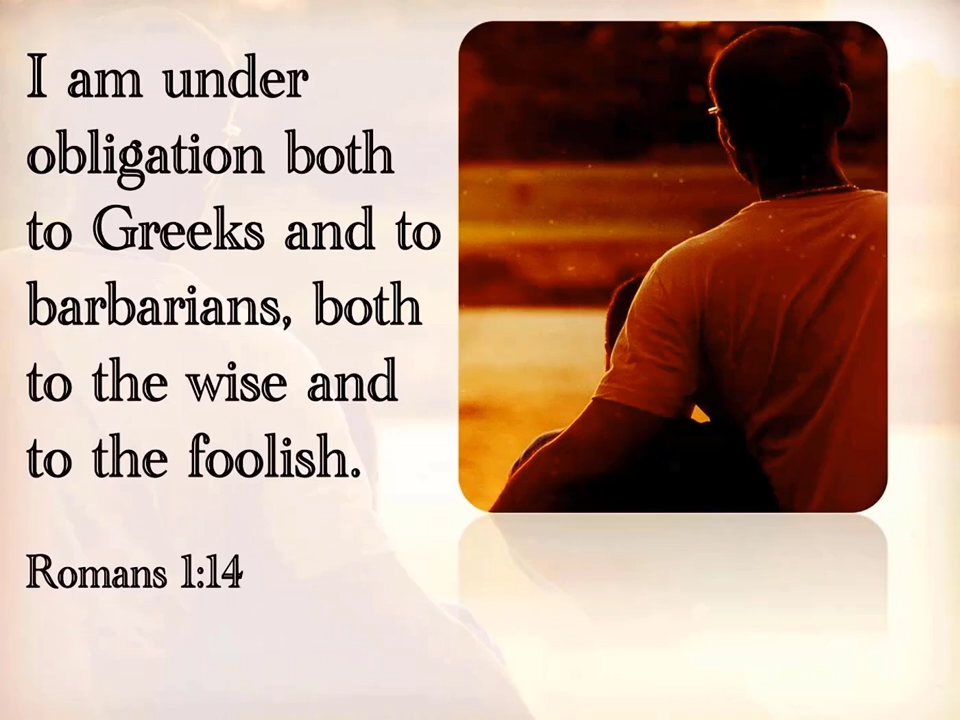 I am under
obligation both
to Greeks and to
barbarians, both
to the wise and
to the foolish.
Romans 1:14